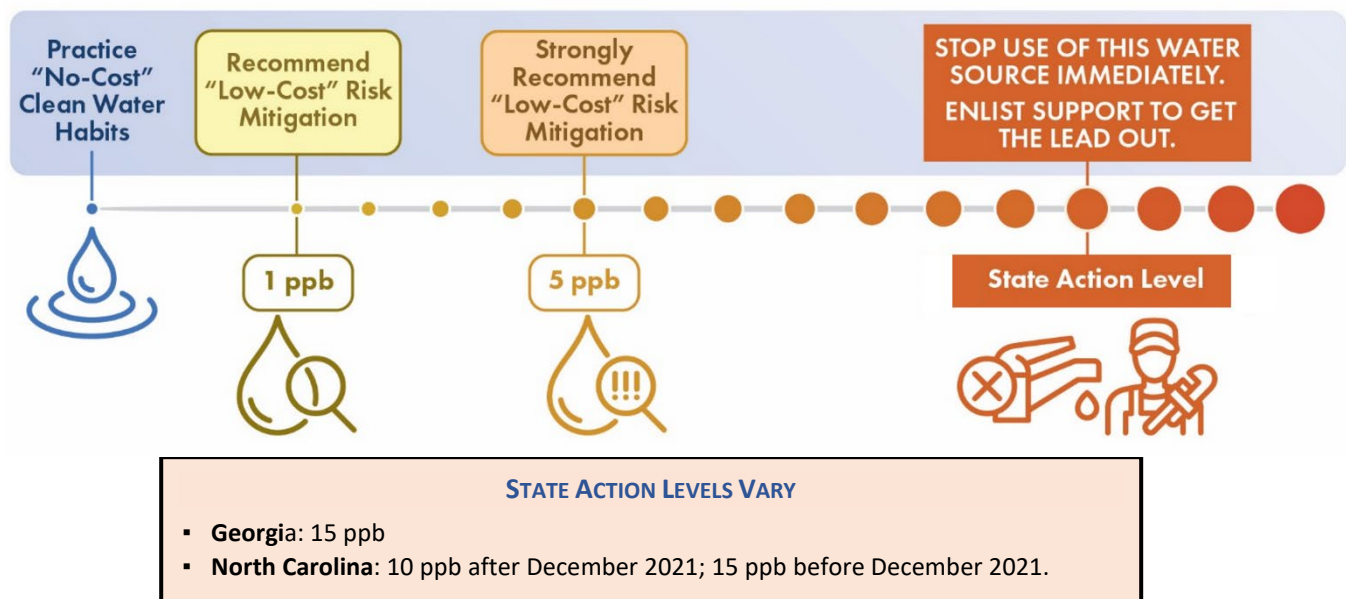 Practice
“No-Cost”
Clean Water
Habits
Recommend
“Low-Cost” Risk
Mitigation
Strongly
Recommend
“Low-Cost” Risk
Mitigation
STOP USE OF THIS WATER
SOURCE IMMEDIATELY.
ENLIST SUPPORT TO GET
THE LEAD OUT.
1 ppb
5 ppb
State Action Level
!!!
STATE ACTION LEVELS VARY
▪ Georgia: 15 ppb
▪ North Carolina: 10 ppb after December 2021; 15 ppb before December 2021.